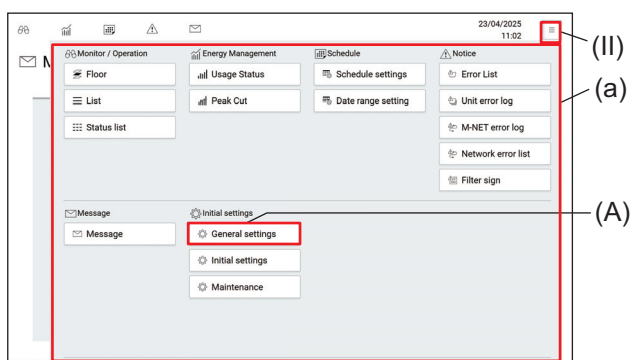 23/04/2025
11:02
(II)
M
Monitor / Operation
Energy Management
Schedule
Notice
(a)
Floor
Usage Status
Schedule settings
Error List
List
Peak Cut
Date range setting
Unit error log
Status list
M-NET error log
Network error list
Filter sign
Message
Initial settings
(A)
Message
General settings
Initial settings
Maintenance